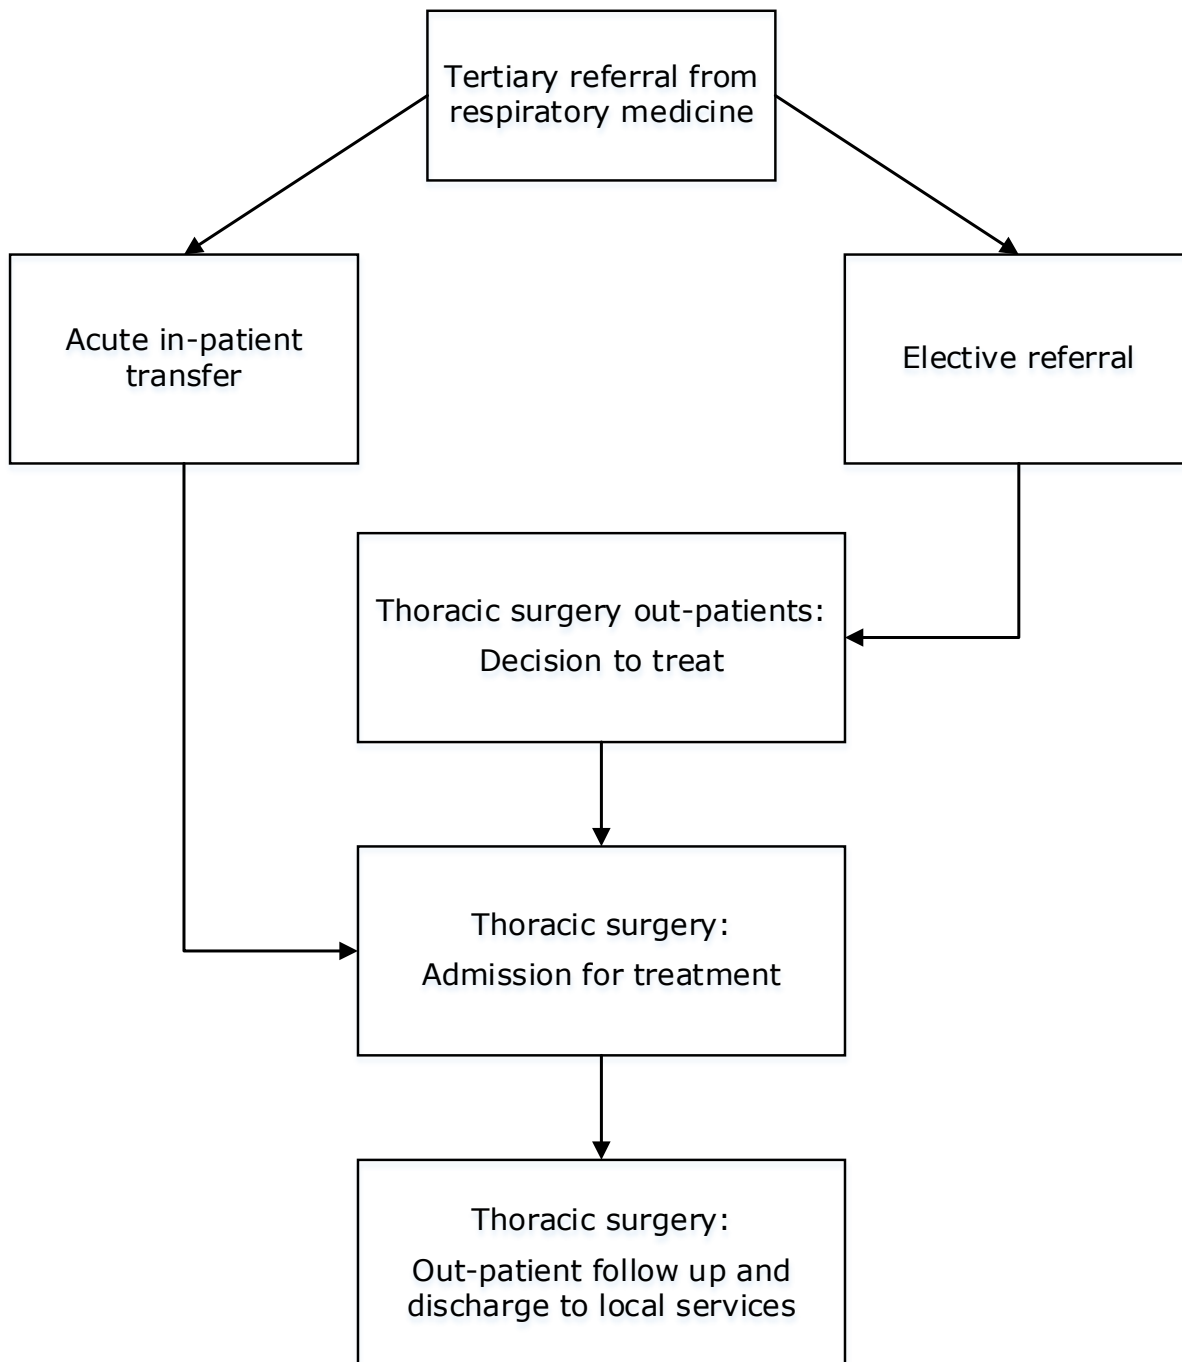 Tertiary referral from
respiratory medicine
Acute in-patient
transfer
Elective referral
Thoracic surgery out-patients:
Decision to treat
Thoracic surgery:
Admission for treatment
Thoracic surgery:
Out-patient follow up and
discharge to local services